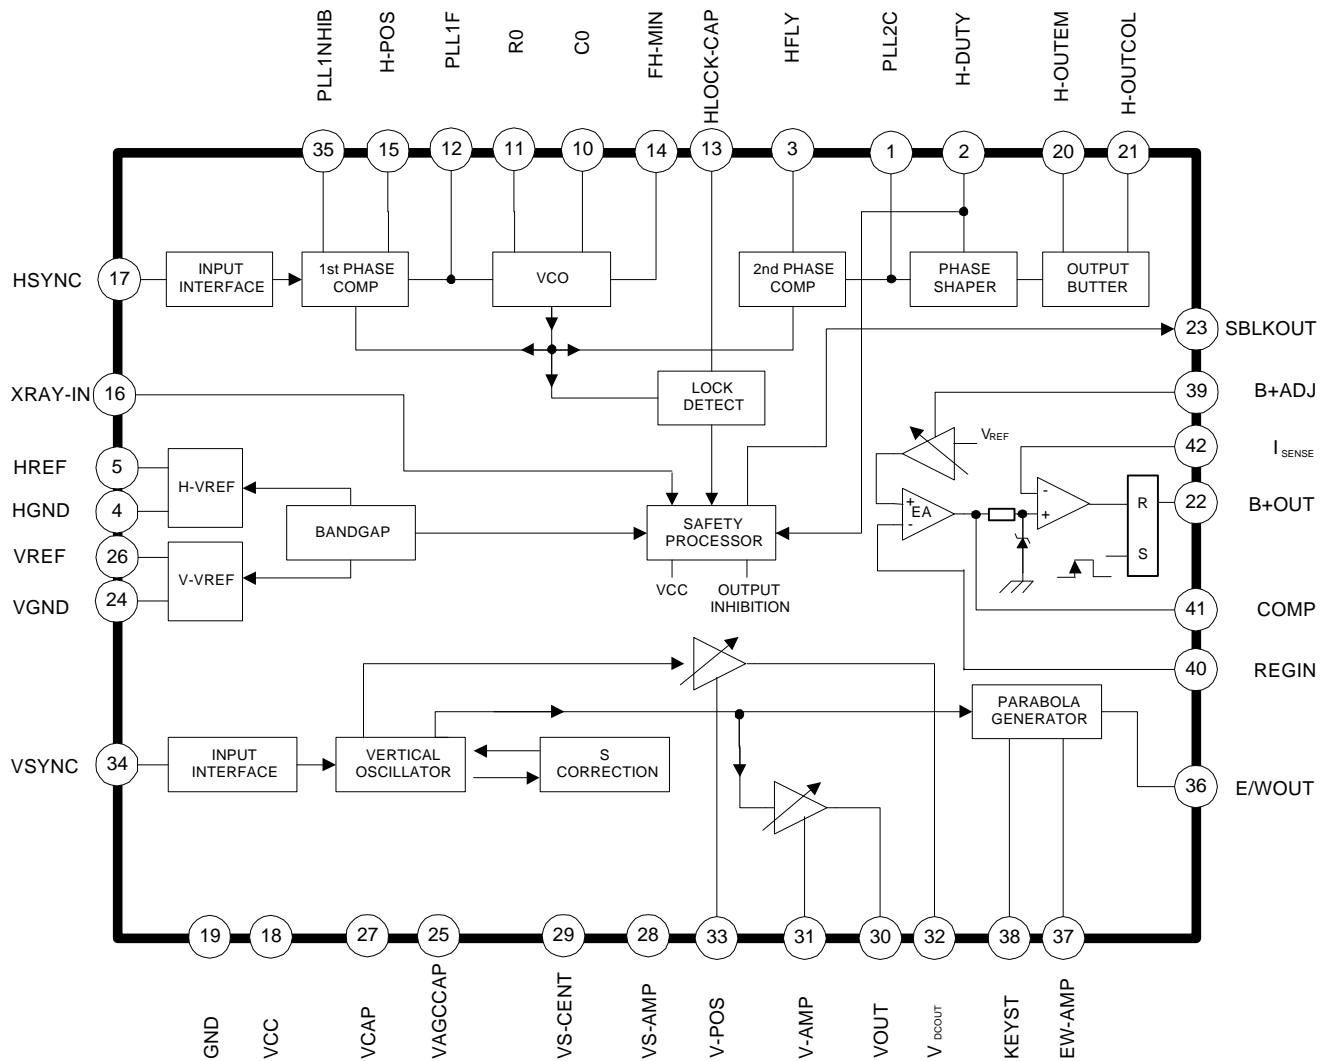 PLL1NHIB
H-POS
PLL1F
R0
C0
FH-MIN
HLOCK-CAP
HFLY
PLL2C
H-DUTY
H-OUTEM
H-OUTCOL
35
15
12
11
10
14
13
3
1
2
20
21
HSYNC
17
INPUT
INTERFACE
1st PHASE
COMP
VCO
2nd PHASE
COMP
PHASE
SHAPER
OUTPUT
BUTTER
23
SBLKOUT
XRAY-IN
16
LOCK
DETECT
39
B+ADJ
VREF
42
ISENSE
HREF
5
H-VREF
HGND
4
+
EA
-
-
+
R
S
22
B+OUT
BANDGAP
SAFETY
PROCESSOR
VREF
26
V-VREF
VGND
24
VCC
OUTPUT
INHIBITION
41
COMP
40
REGIN
PARABOLA
GENERATOR
VSYNC
34
INPUT
INTERFACE
VERTICAL
OSCILLATOR
S
CORRECTION
36
E/WOUT
19
18
27
25
29
28
33
31
30
32
38
37
GND
VCC
VCAP
VAGCCAP
VS-CENT
VS-AMP
V-POS
V-AMP
VOUT
VDCOUT
KEYST
EW-AMP